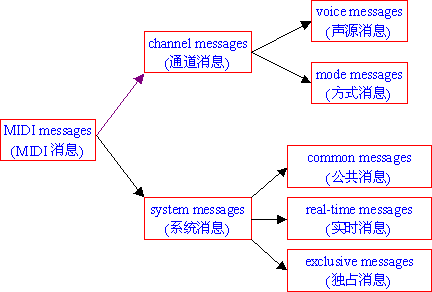 voice messages
(声源消息)
channel messages
(通道消息)
mode messages
(方式消息)
MIDI messages
(MIDI 消息)
common messages
(公共消息)
system messages
(系统消息)
real-time messages
(实时消息)
exclusive messages
(独占消息)